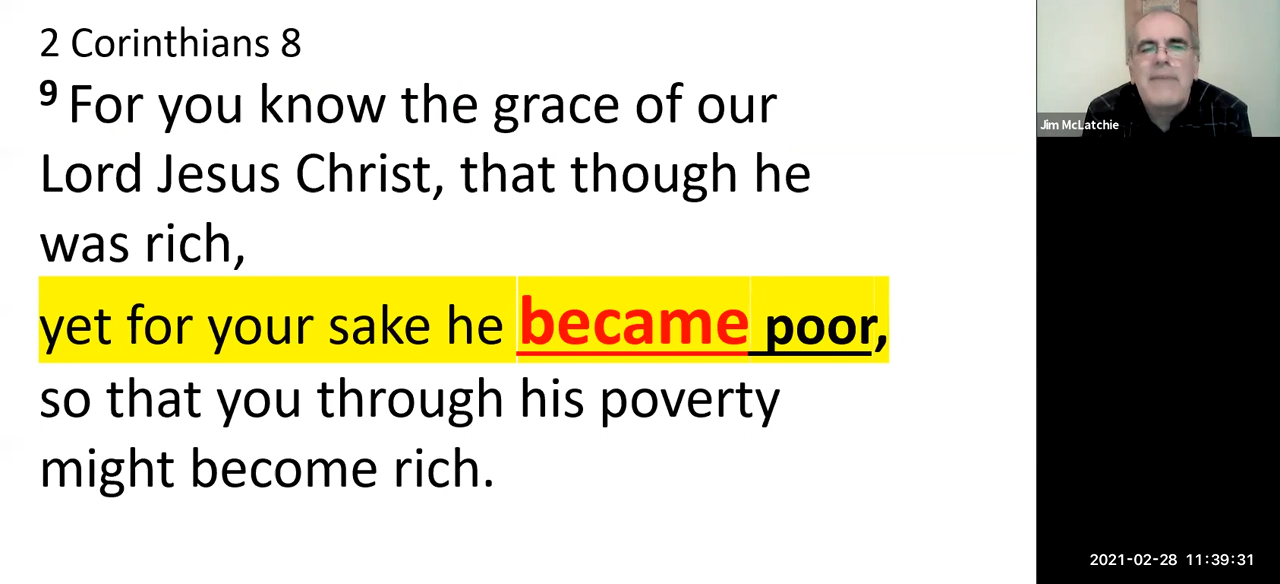 2 Corinthians 8
9 For you know the grace of our
Lord Jesus Christ, that though he
was rich,
yet for your sake he became poor,
so that you through his poverty
might become rich.
Jim McLatchie
2021-02-28 11:39:31